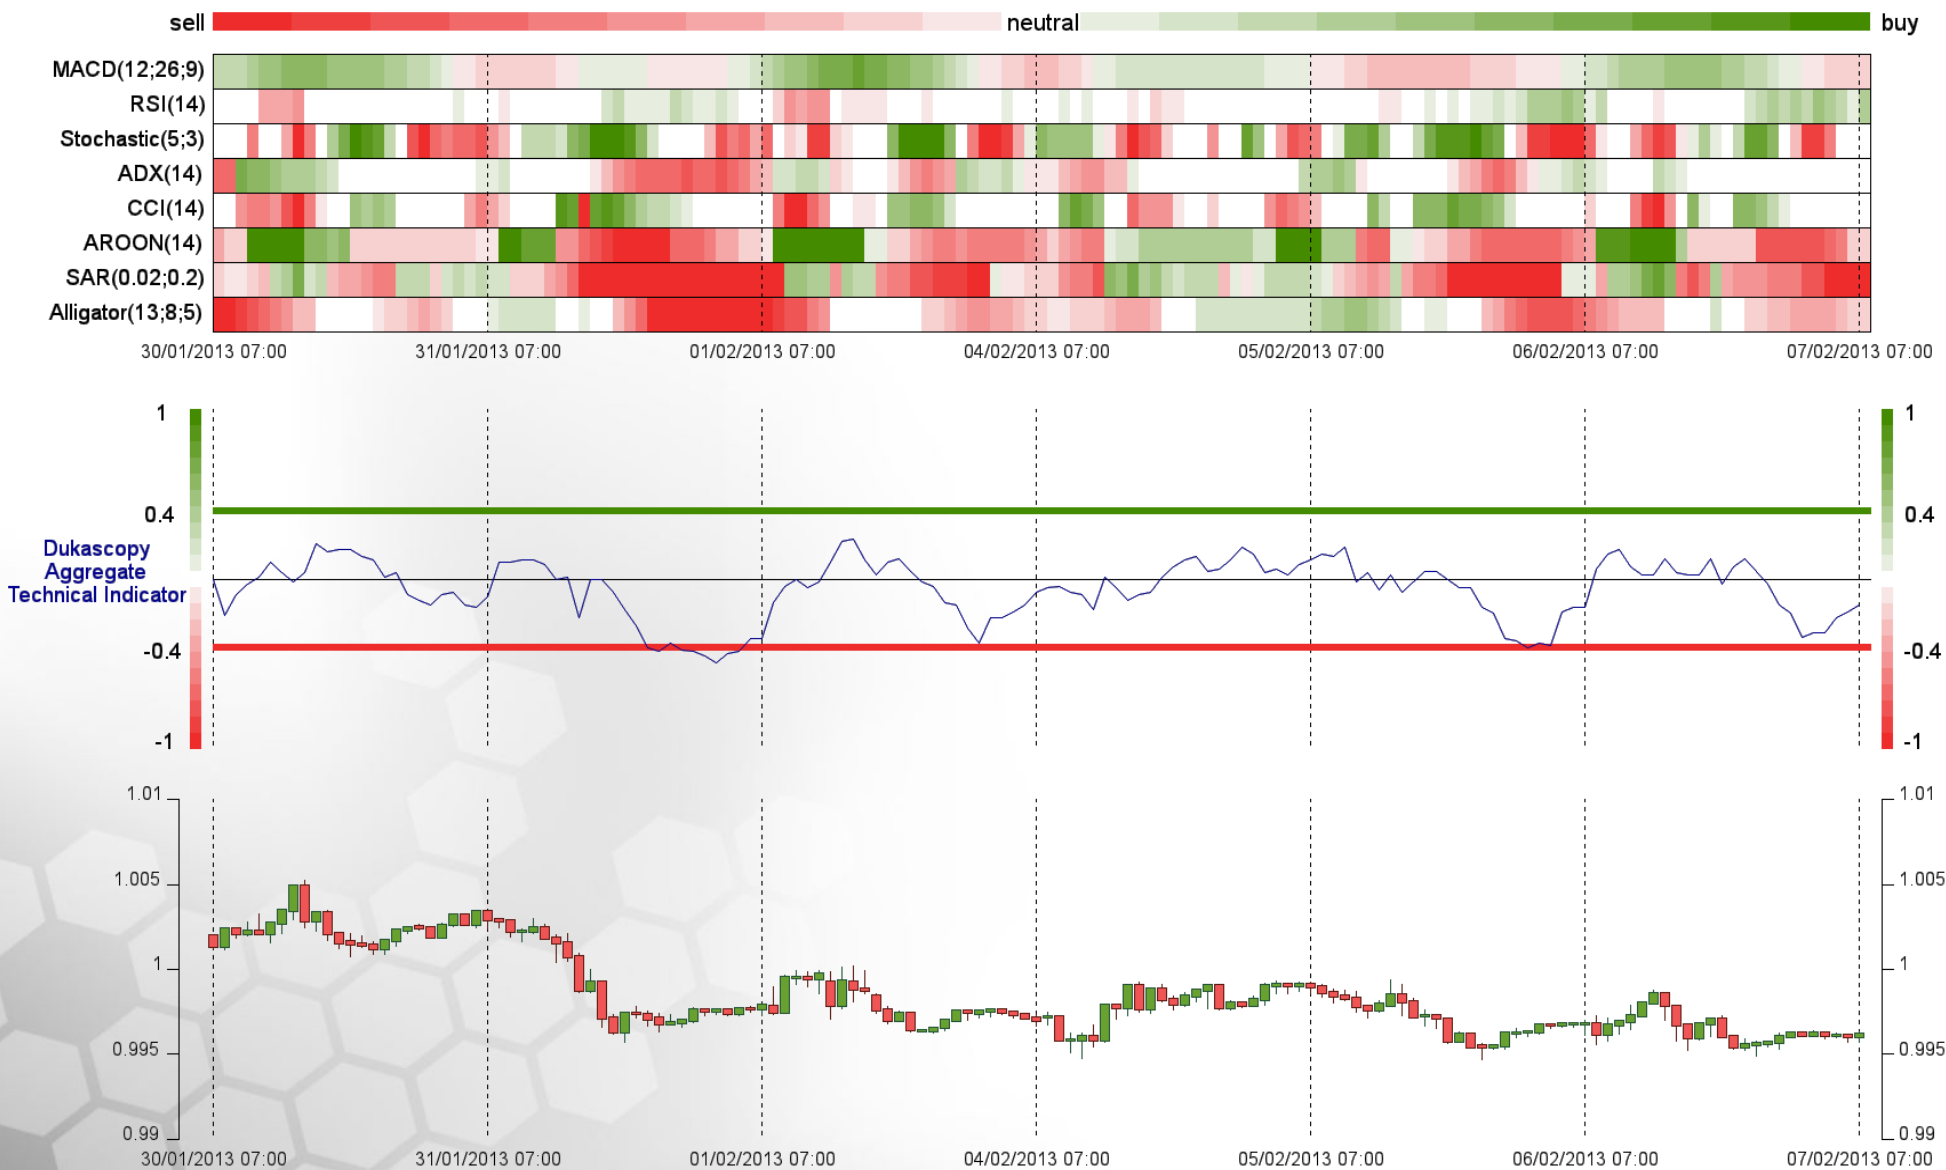 sell neutral buy
MACD(12;26;9)
RSI(14)
Stochastic(5;3)
ADX(14)
CCI(14)
AROON(14)
SAR(0.02;0.2)
Alligator(13;8;5)
30/01/2013 07:00 31/01/2013 07:00 01/02/2013 07:00 04/02/2013 07:00 05/02/2013 07:00 06/02/2013 07:00 07/02/2013 07:00
1 1
0.4 0.4
Dukascopy
Aggregate
Technical Indicator
-0.4 -0.4
-1 -1
1.01 1.01
1.005 1.005
1 1
0.995 0.995
0.99 0.99
30/01/2013 07:00 31/01/2013 07:00 01/02/2013 07:00 04/02/2013 07:00 05/02/2013 07:00 06/02/2013 07:00 07/02/2013 07:00